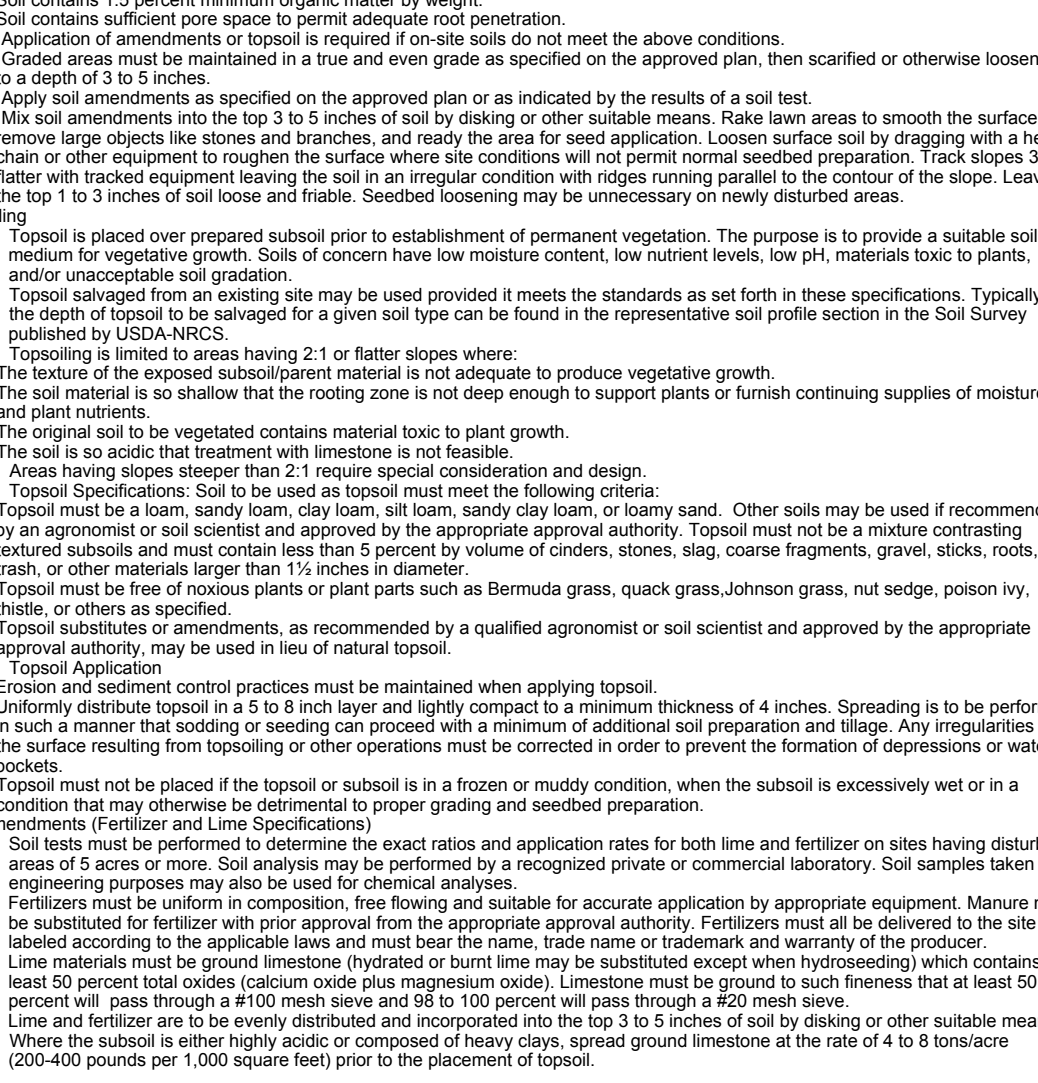 Soil contains 1.5 percent minimum organic matter by weight.
Soil contains sufficient pore space to permit adequate root penetration.
Application of amendments or topsoil is required if on-site soils do not meet the above conditions.
Graded areas must be maintained in a true and even grade as specified on the approved plan, then scarified or otherwise loosen
to a depth of 3 to 5 inches.
Apply soil amendments as specified on the approved plan or as indicated by the results of a soil test.
Mix soil amendments into the top 3 to 5 inches of soil by disking or other suitable means. Rake lawn areas to smooth the surface
remove large objects like stones and branches, and ready the area for seed application. Loosen surface soil by dragging with a he
chain or other equipment to roughen the surface where site conditions will not permit normal seedbed preparation. Track slopes 3
flatter with tracked equipment leaving the soil in an irregular condition with ridges running parallel to the contour of the slope. Leav
the top 1 to 3 inches of soil loose and friable. Seedbed loosening may be unnecessary on newly disturbed areas.
ling
Topsoil is placed over prepared subsoil prior to establishment of permanent vegetation. The purpose is to provide a suitable soil
medium for vegetative growth. Soils of concern have low moisture content, low nutrient levels, low pH, materials toxic to plants,
and/or unacceptable soil gradation.
Topsoil salvaged from an existing site may be used provided it meets the standards as set forth in these specifications. Typically
the depth of topsoil to be salvaged for a given soil type can be found in the representative soil profile section in the Soil Survey
published by USDA-NRCS.
Topsoiling is limited to areas having 2:1 or flatter slopes where:
The texture of the exposed subsoil/parent material is not adequate to produce vegetative growth.
The soil material is so shallow that the rooting zone is not deep enough to support plants or furnish continuing supplies of moisture
and plant nutrients.
The original soil to be vegetated contains material toxic to plant growth.
The soil is so acidic that treatment with limestone is not feasible.
Areas having slopes steeper than 2:1 require special consideration and design.
Topsoil Specifications: Soil to be used as topsoil must meet the following criteria:
Topsoil must be a loam, sandy loam, clay loam, silt loam, sandy clay loam, or loamy sand. Other soils may be used if recommend
by an agronomist or soil scientist and approved by the appropriate approval authority. Topsoil must not be a mixture contrasting
textured subsoils and must contain less than 5 percent by volume of cinders, stones, slag, coarse fragments, gravel, sticks, roots,
trash, or other materials larger than 1½ inches in diameter.
Topsoil must be free of noxious plants or plant parts such as Bermuda grass, quack grass,Johnson grass, nut sedge, poison ivy,
thistle, or others as specified.
Topsoil substitutes or amendments, as recommended by a qualified agronomist or soil scientist and approved by the appropriate
approval authority, may be used in lieu of natural topsoil.
Topsoil Application
Erosion and sediment control practices must be maintained when applying topsoil.
Uniformly distribute topsoil in a 5 to 8 inch layer and lightly compact to a minimum thickness of 4 inches. Spreading is to be perfor
in such a manner that sodding or seeding can proceed with a minimum of additional soil preparation and tillage. Any irregularities
the surface resulting from topsoiling or other operations must be corrected in order to prevent the formation of depressions or wate
pockets.
Topsoil must not be placed if the topsoil or subsoil is in a frozen or muddy condition, when the subsoil is excessively wet or in a
condition that may otherwise be detrimental to proper grading and seedbed preparation.
mendments (Fertilizer and Lime Specifications)
Soil tests must be performed to determine the exact ratios and application rates for both lime and fertilizer on sites having disturb
areas of 5 acres or more. Soil analysis may be performed by a recognized private or commercial laboratory. Soil samples taken
engineering purposes may also be used for chemical analyses.
Fertilizers must be uniform in composition, free flowing and suitable for accurate application by appropriate equipment. Manure m
be substituted for fertilizer with prior approval from the appropriate approval authority. Fertilizers must all be delivered to the site
labeled according to the applicable laws and must bear the name, trade name or trademark and warranty of the producer.
Lime materials must be ground limestone (hydrated or burnt lime may be substituted except when hydroseeding) which contains
least 50 percent total oxides (calcium oxide plus magnesium oxide). Limestone must be ground to such fineness that at least 50
percent will pass through a #100 mesh sieve and 98 to 100 percent will pass through a #20 mesh sieve.
Lime and fertilizer are to be evenly distributed and incorporated into the top 3 to 5 inches of soil by disking or other suitable mea
Where the subsoil is either highly acidic or composed of heavy clays, spread ground limestone at the rate of 4 to 8 tons/acre
(200-400 pounds per 1,000 square feet) prior to the placement of topsoil.